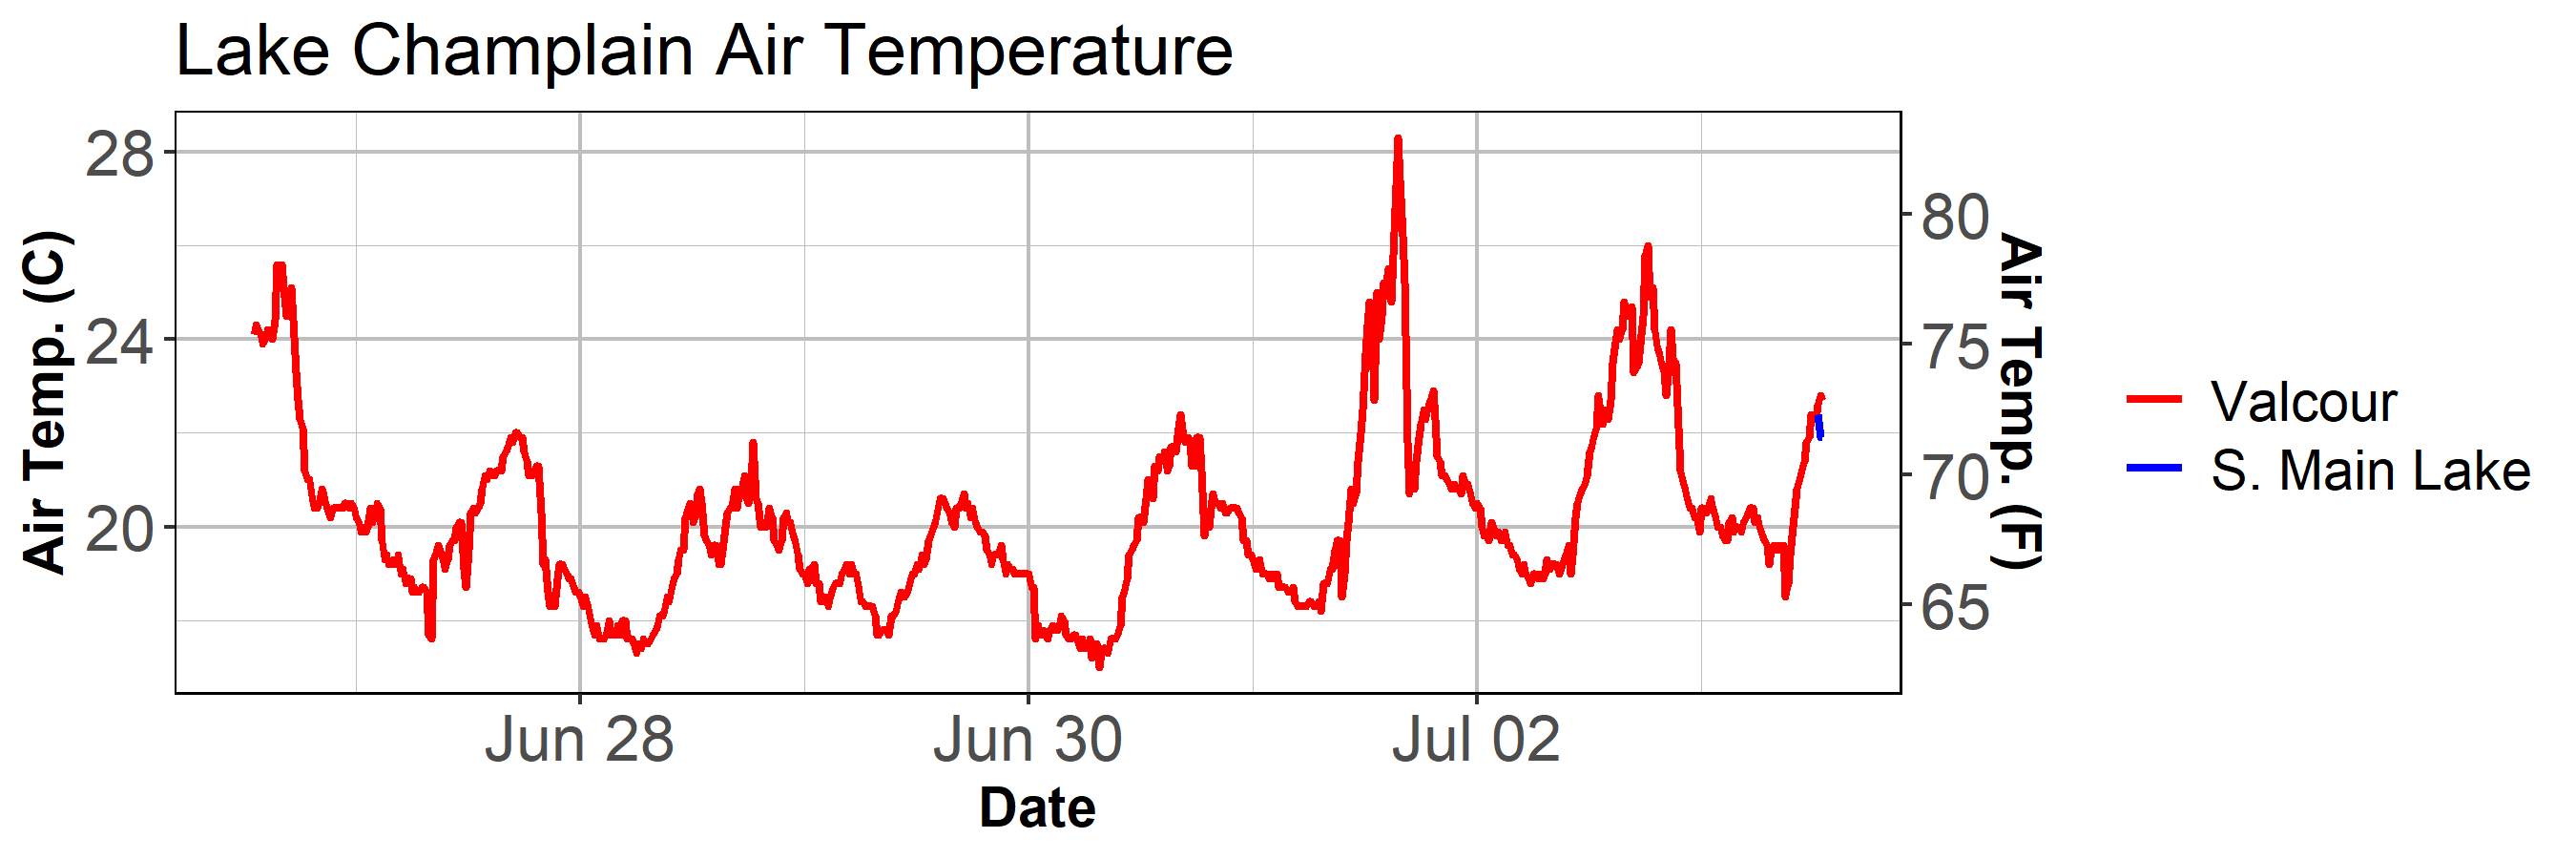 Lake Champlain Air Temperature
Air Temp. (C)
28
24
20
80
75
70
65
Air Temp. (F)
Jun 28
Jun 30
Jul 02
Date
Valcour
S. Main Lake